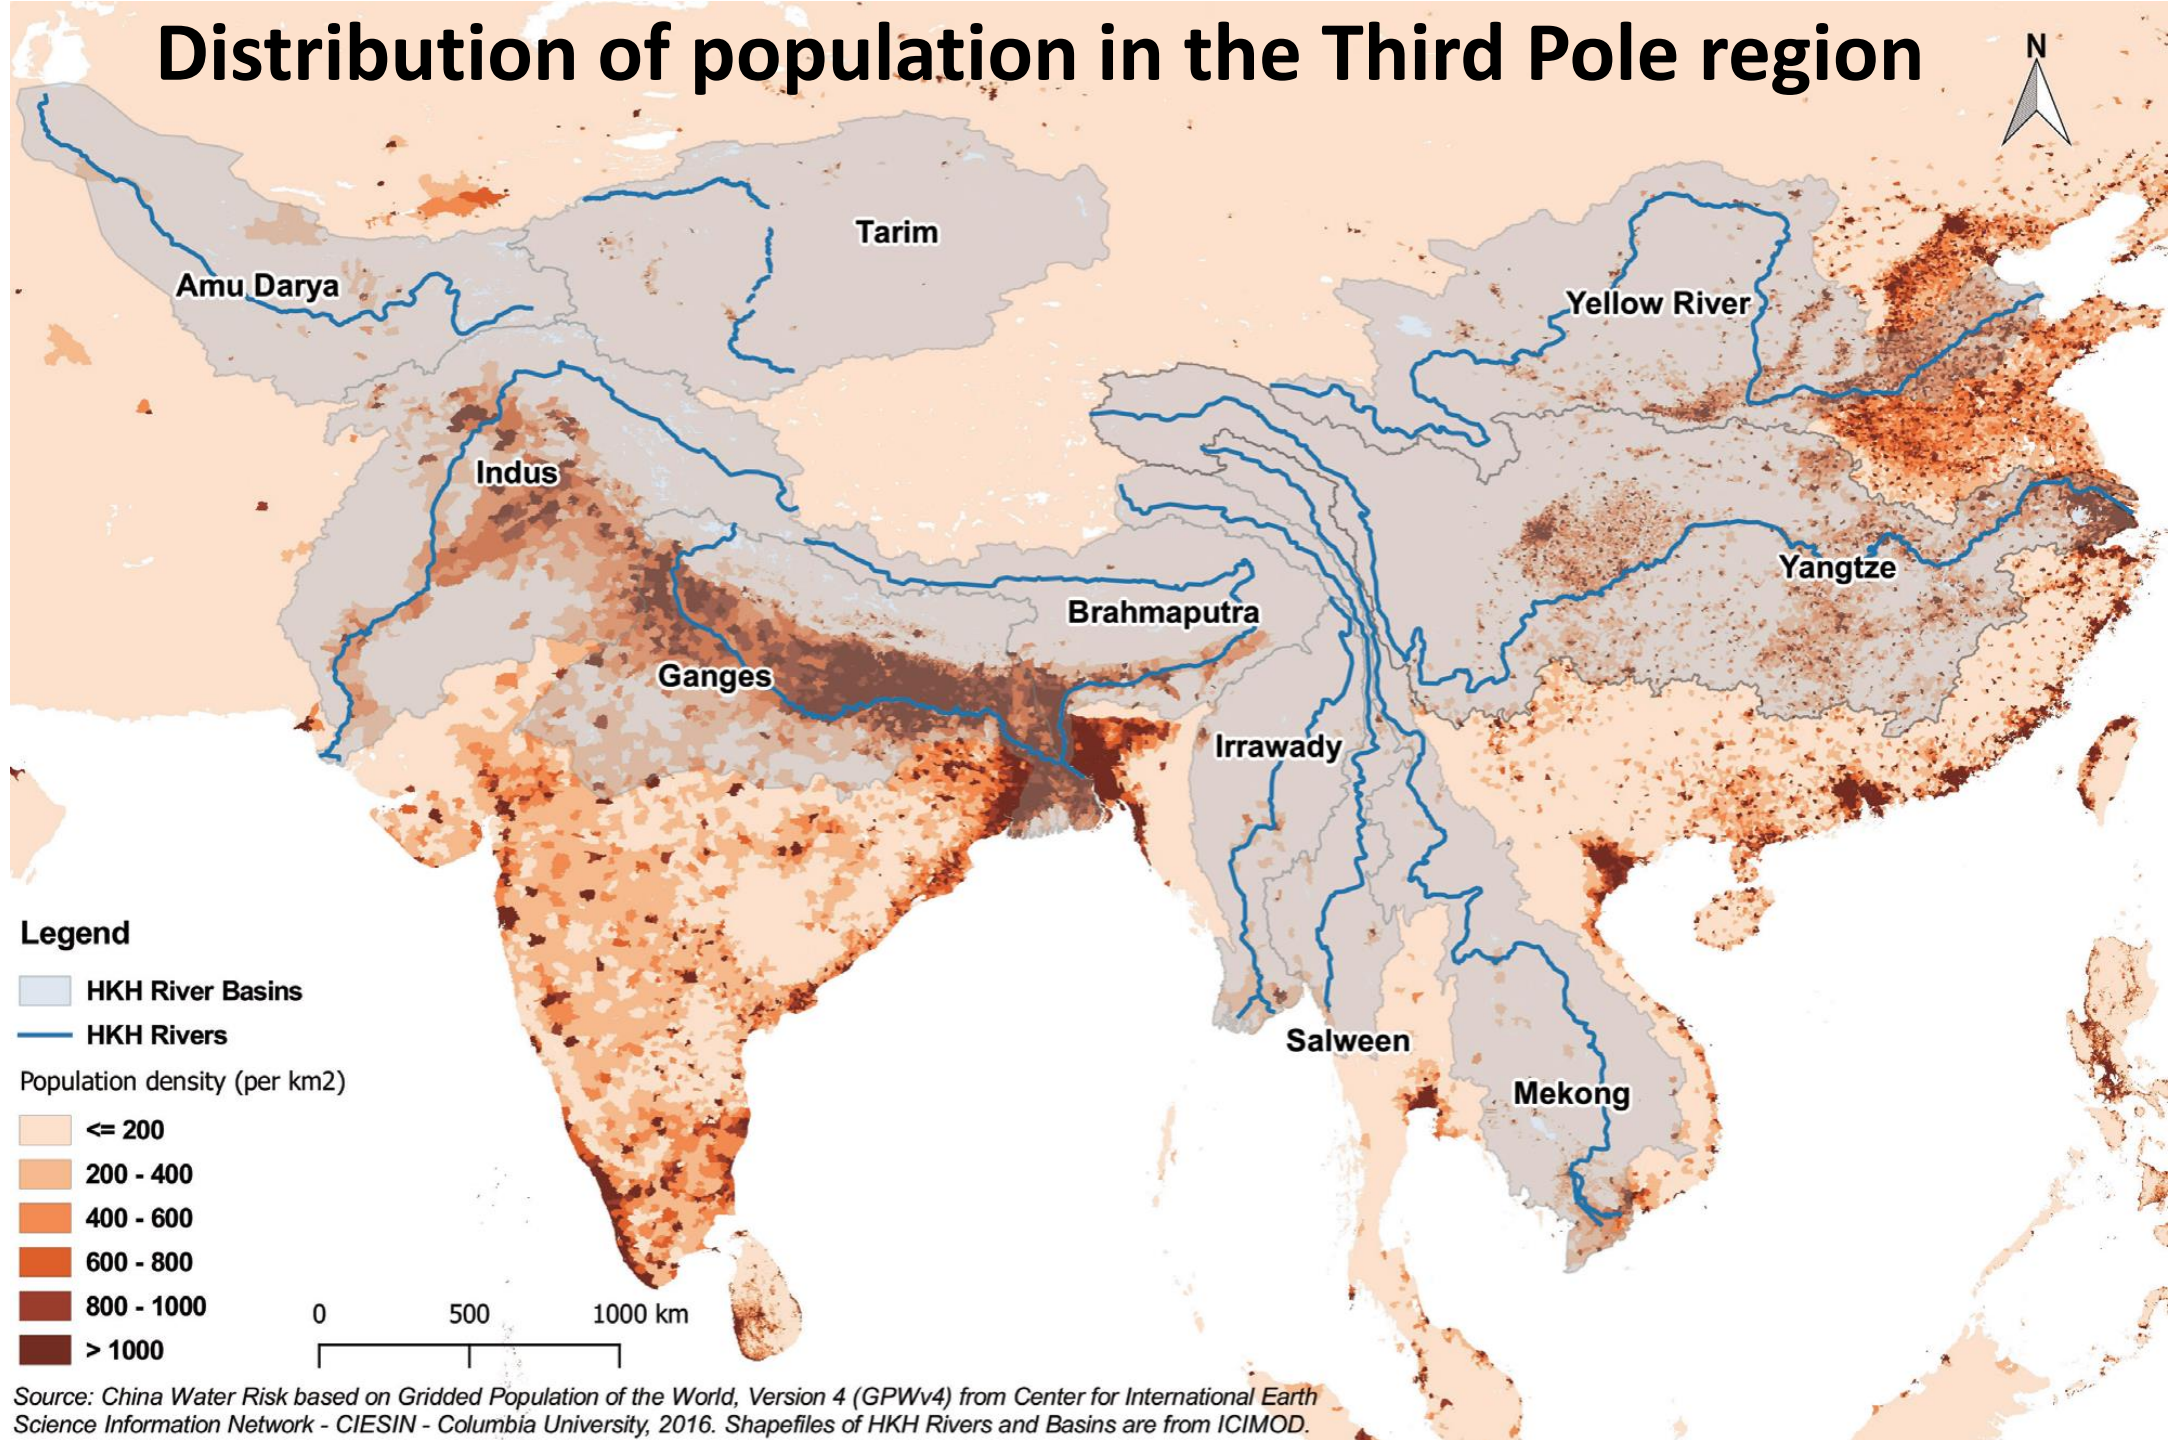 Distribution of population in the Third Pole region
N
Tarim
Amu Darya
Yellow River
Indus
Yangtze
Brahmaputra
Ganges
Irrawady
Salween
Mekong
Legend
HKH River Basins
HKH Rivers
Population density (per km2)
<= 200
200 - 400
400 - 600
600 - 800
800 - 1000
> 1000
0 500 1000 km
Source: China Water Risk based on Gridded Population of the World, Version 4 (GPWv4) from Center for International Earth
Science Information Network - CIESIN - Columbia University, 2016. Shapefiles of HKH Rivers and Basins are from ICIMOD.